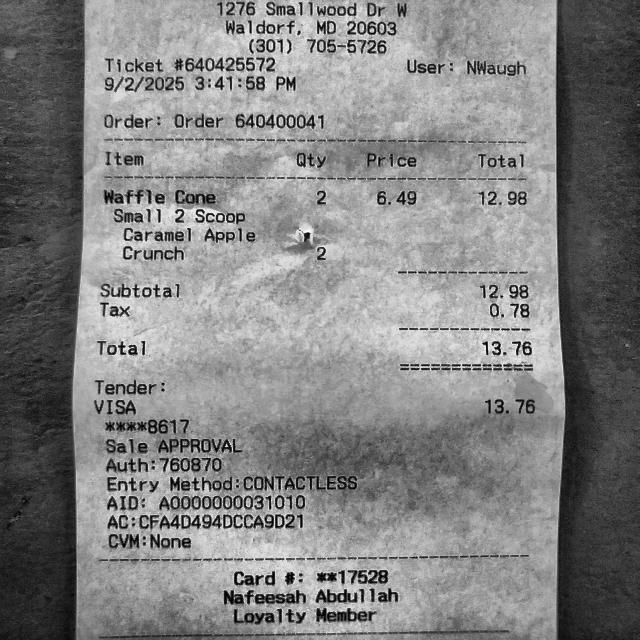 1276 Smallwood Dr W
Waldorf, MD 20603
(301) 705-5726
Ticket #640425572 User: NWaugh
9/2/2025 3:41:58 PM
Order: Order 640400041
Item Qty Price Total
Waffle Cone 2 6.49 12.98
Small 2 Scoop
Caramel Apple
Crunch 2
Subtotal 12.98
Tax 0.78
Total 13.76
Tender:
VISA 13.76
****8617
Sale APPROVAL
Auth:760870
Entry Method:CONTACTLESS
AID: A0000000031010
AC:CFA4D494DCCA9D21
CVM:None
Card #: **17528
Nafeesah Abdullah
Loyalty Member